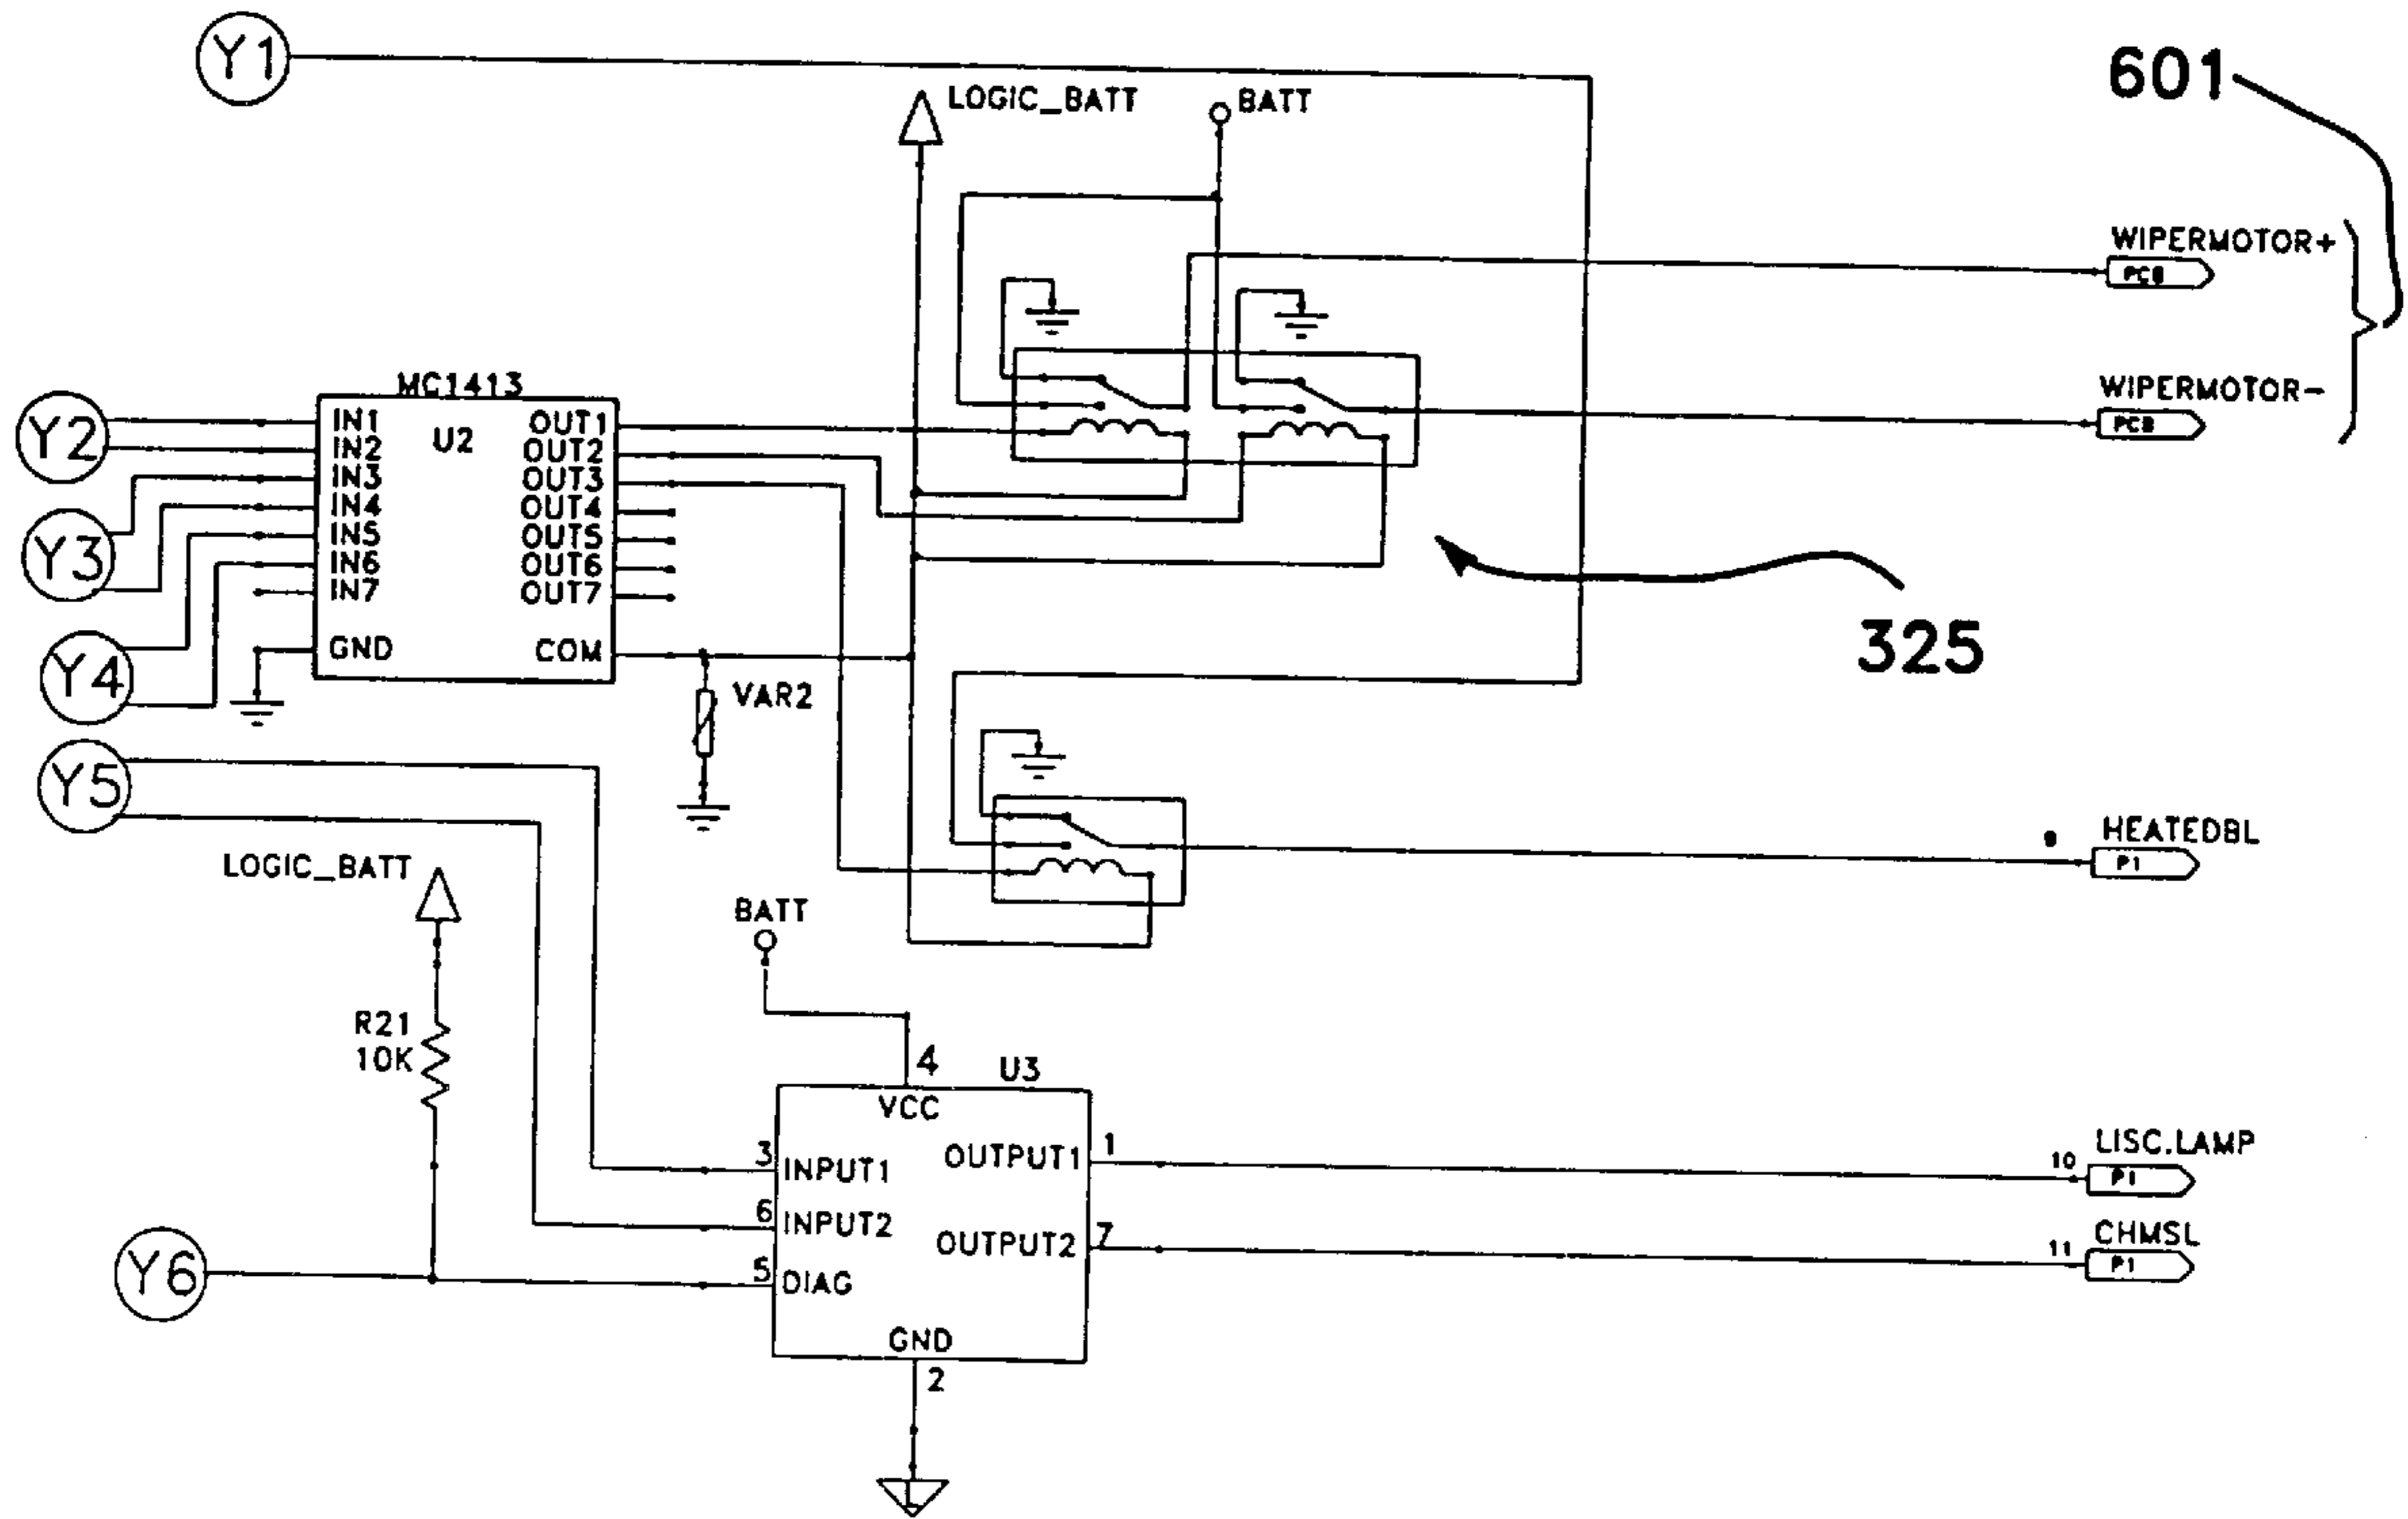 Y1
601
LOGIC_BATT
BATT
WIPERMOTOR+
PCB
WIPERMOTOR-
PCB
MC1413
U2
Y2
Y3
Y4
IN1
IN2
IN3
IN4
IN5
IN6
IN7
GND
OUT1
OUT2
OUT3
OUT4
OUT5
OUT6
OUT7
COM
325
VAR2
Y5
9 HEATEDBL
P1
LOGIC_BATT
BATT
R21
10K
4
U3
VCC
3 INPUT1
6 INPUT2
5 DIAG
OUTPUT1 1
OUTPUT2 7
GND
2
10 LISC.LAMP
P1
11 CHMSL
P1
Y6